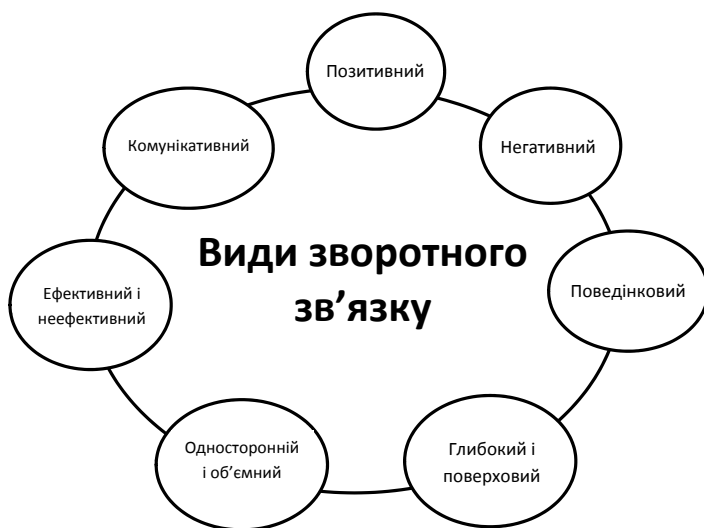 Позитивний
Комунікативний
Негативний
Види зворотного
зв’язку
Ефективний і
неефективний
Поведінковий
Односторонній
і об’ємний
Глибокий і
поверховий